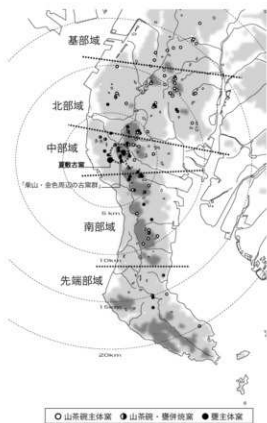 基部域
北部域
中部域
夏敷古窯
「柴山・金色周辺の古窯群」
5km
南部域
10km
先端部域
15km
20km
○ 山茶碗主体窯 ◑ 山茶碗・甕併焼窯 ● 甕主体窯